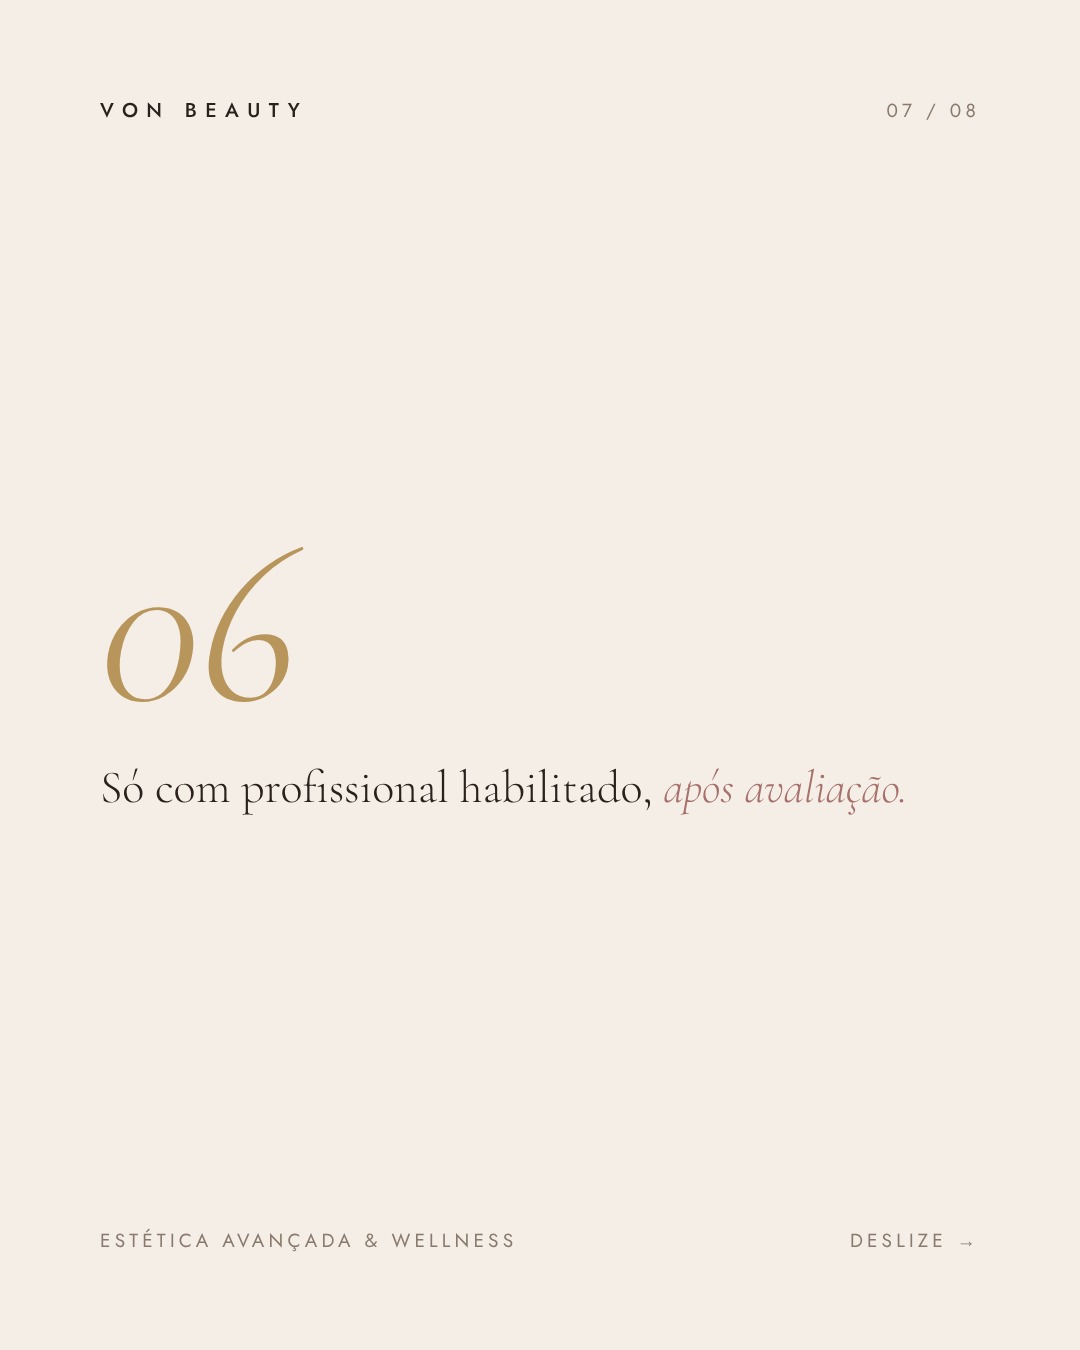 VON BEAUTY
07 / 08
06
Só com profissional habilitado, após avaliação.
ESTÉTICA AVANÇADA & WELLNESS
DESLIZE →